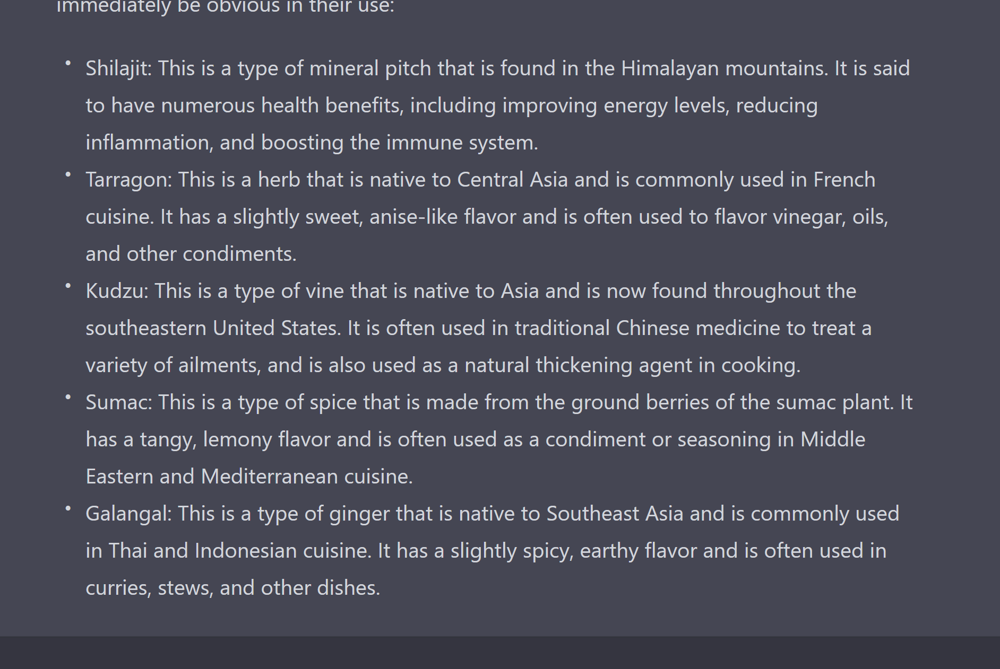 immediately be obvious in their use:
• Shilajit: This is a type of mineral pitch that is found in the Himalayan mountains. It is said
to have numerous health benefits, including improving energy levels, reducing
inflammation, and boosting the immune system.
• Tarragon: This is a herb that is native to Central Asia and is commonly used in French
cuisine. It has a slightly sweet, anise-like flavor and is often used to flavor vinegar, oils,
and other condiments.
• Kudzu: This is a type of vine that is native to Asia and is now found throughout the
southeastern United States. It is often used in traditional Chinese medicine to treat a
variety of ailments, and is also used as a natural thickening agent in cooking.
• Sumac: This is a type of spice that is made from the ground berries of the sumac plant. It
has a tangy, lemony flavor and is often used as a condiment or seasoning in Middle
Eastern and Mediterranean cuisine.
• Galangal: This is a type of ginger that is native to Southeast Asia and is commonly used
in Thai and Indonesian cuisine. It has a slightly spicy, earthy flavor and is often used in
curries, stews, and other dishes.